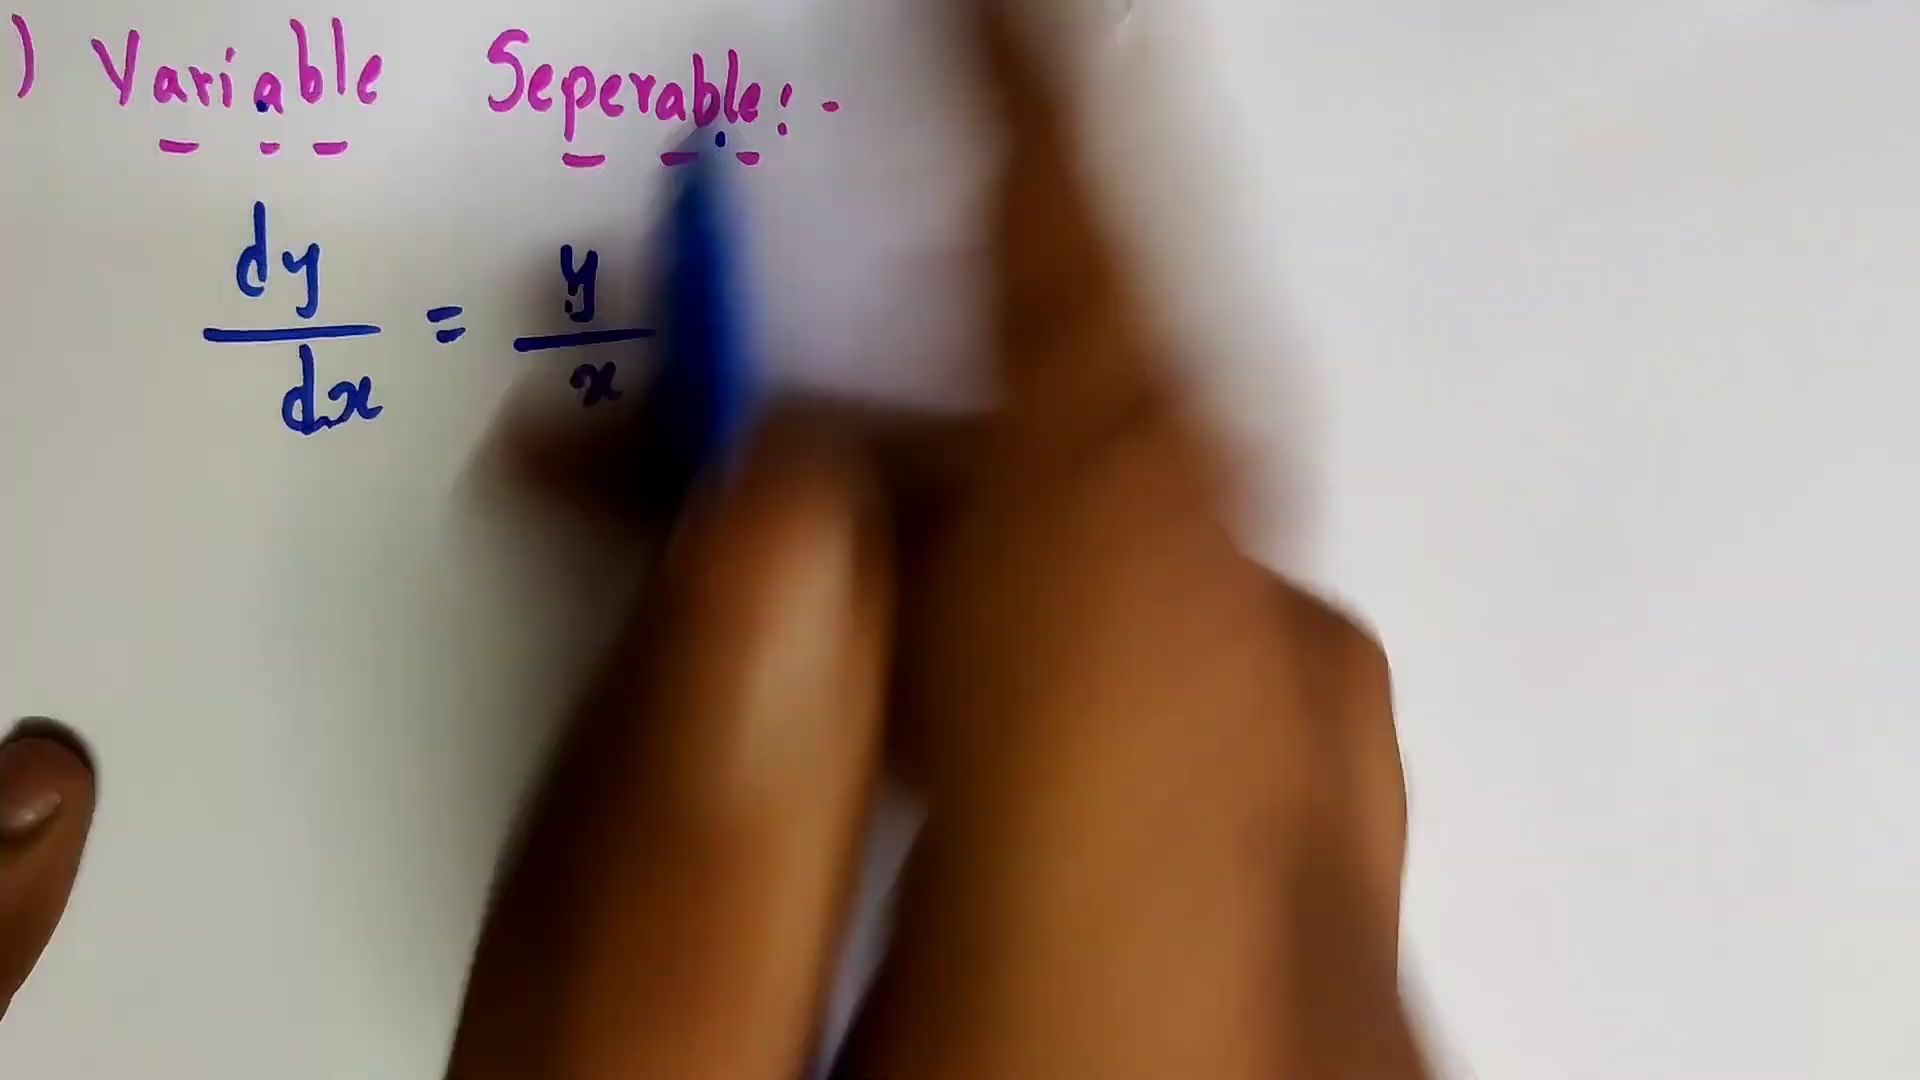 ) Variable Seperable:-
dy/dx = y/x